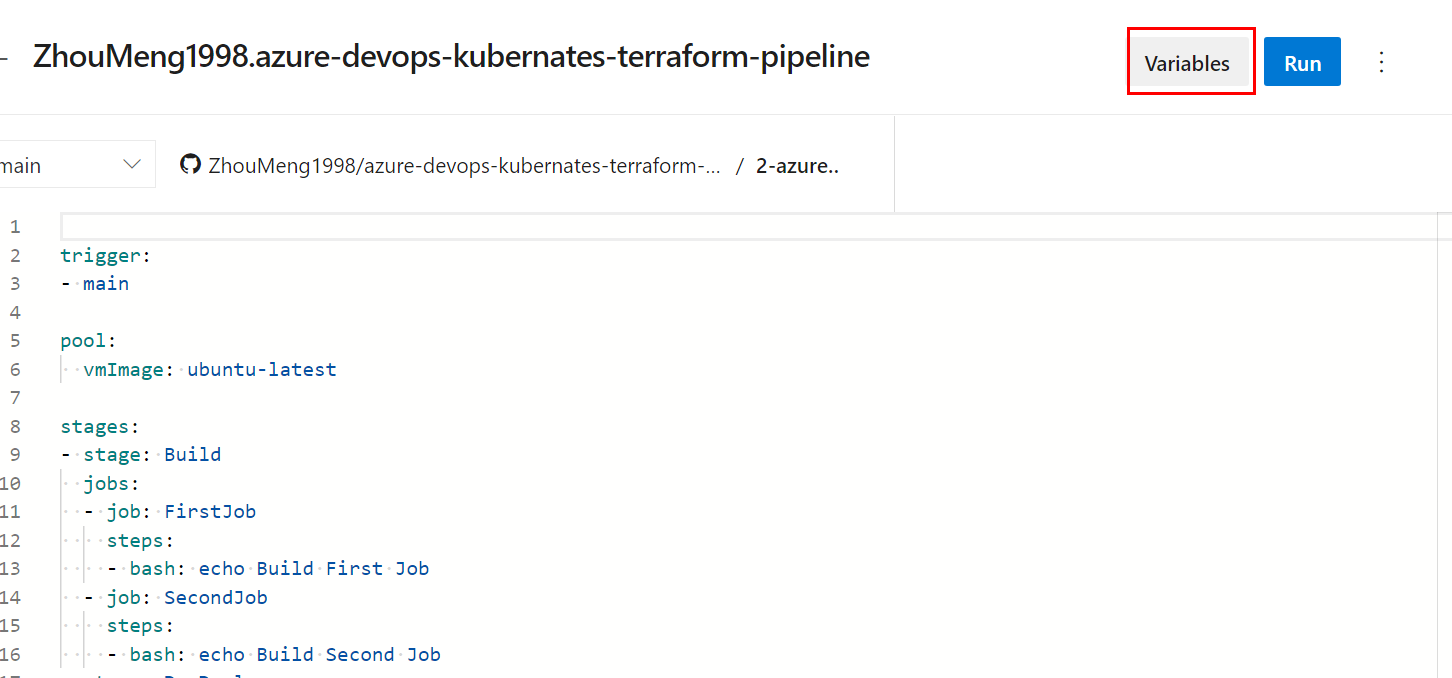 ZhouMeng1998.azure-devops-kubernates-terraform-pipeline
Variables
Run
main
ZhouMeng1998/azure-devops-kubernates-terraform-... / 2-azure..
1
2 trigger:
3 - main
4
5 pool:
6 vmImage: ubuntu-latest
7
8 stages:
9 - stage: Build
10 jobs:
11 - job: FirstJob
12 steps:
13 - bash: echo Build First Job
14 - job: SecondJob
15 steps:
16 - bash: echo Build Second Job